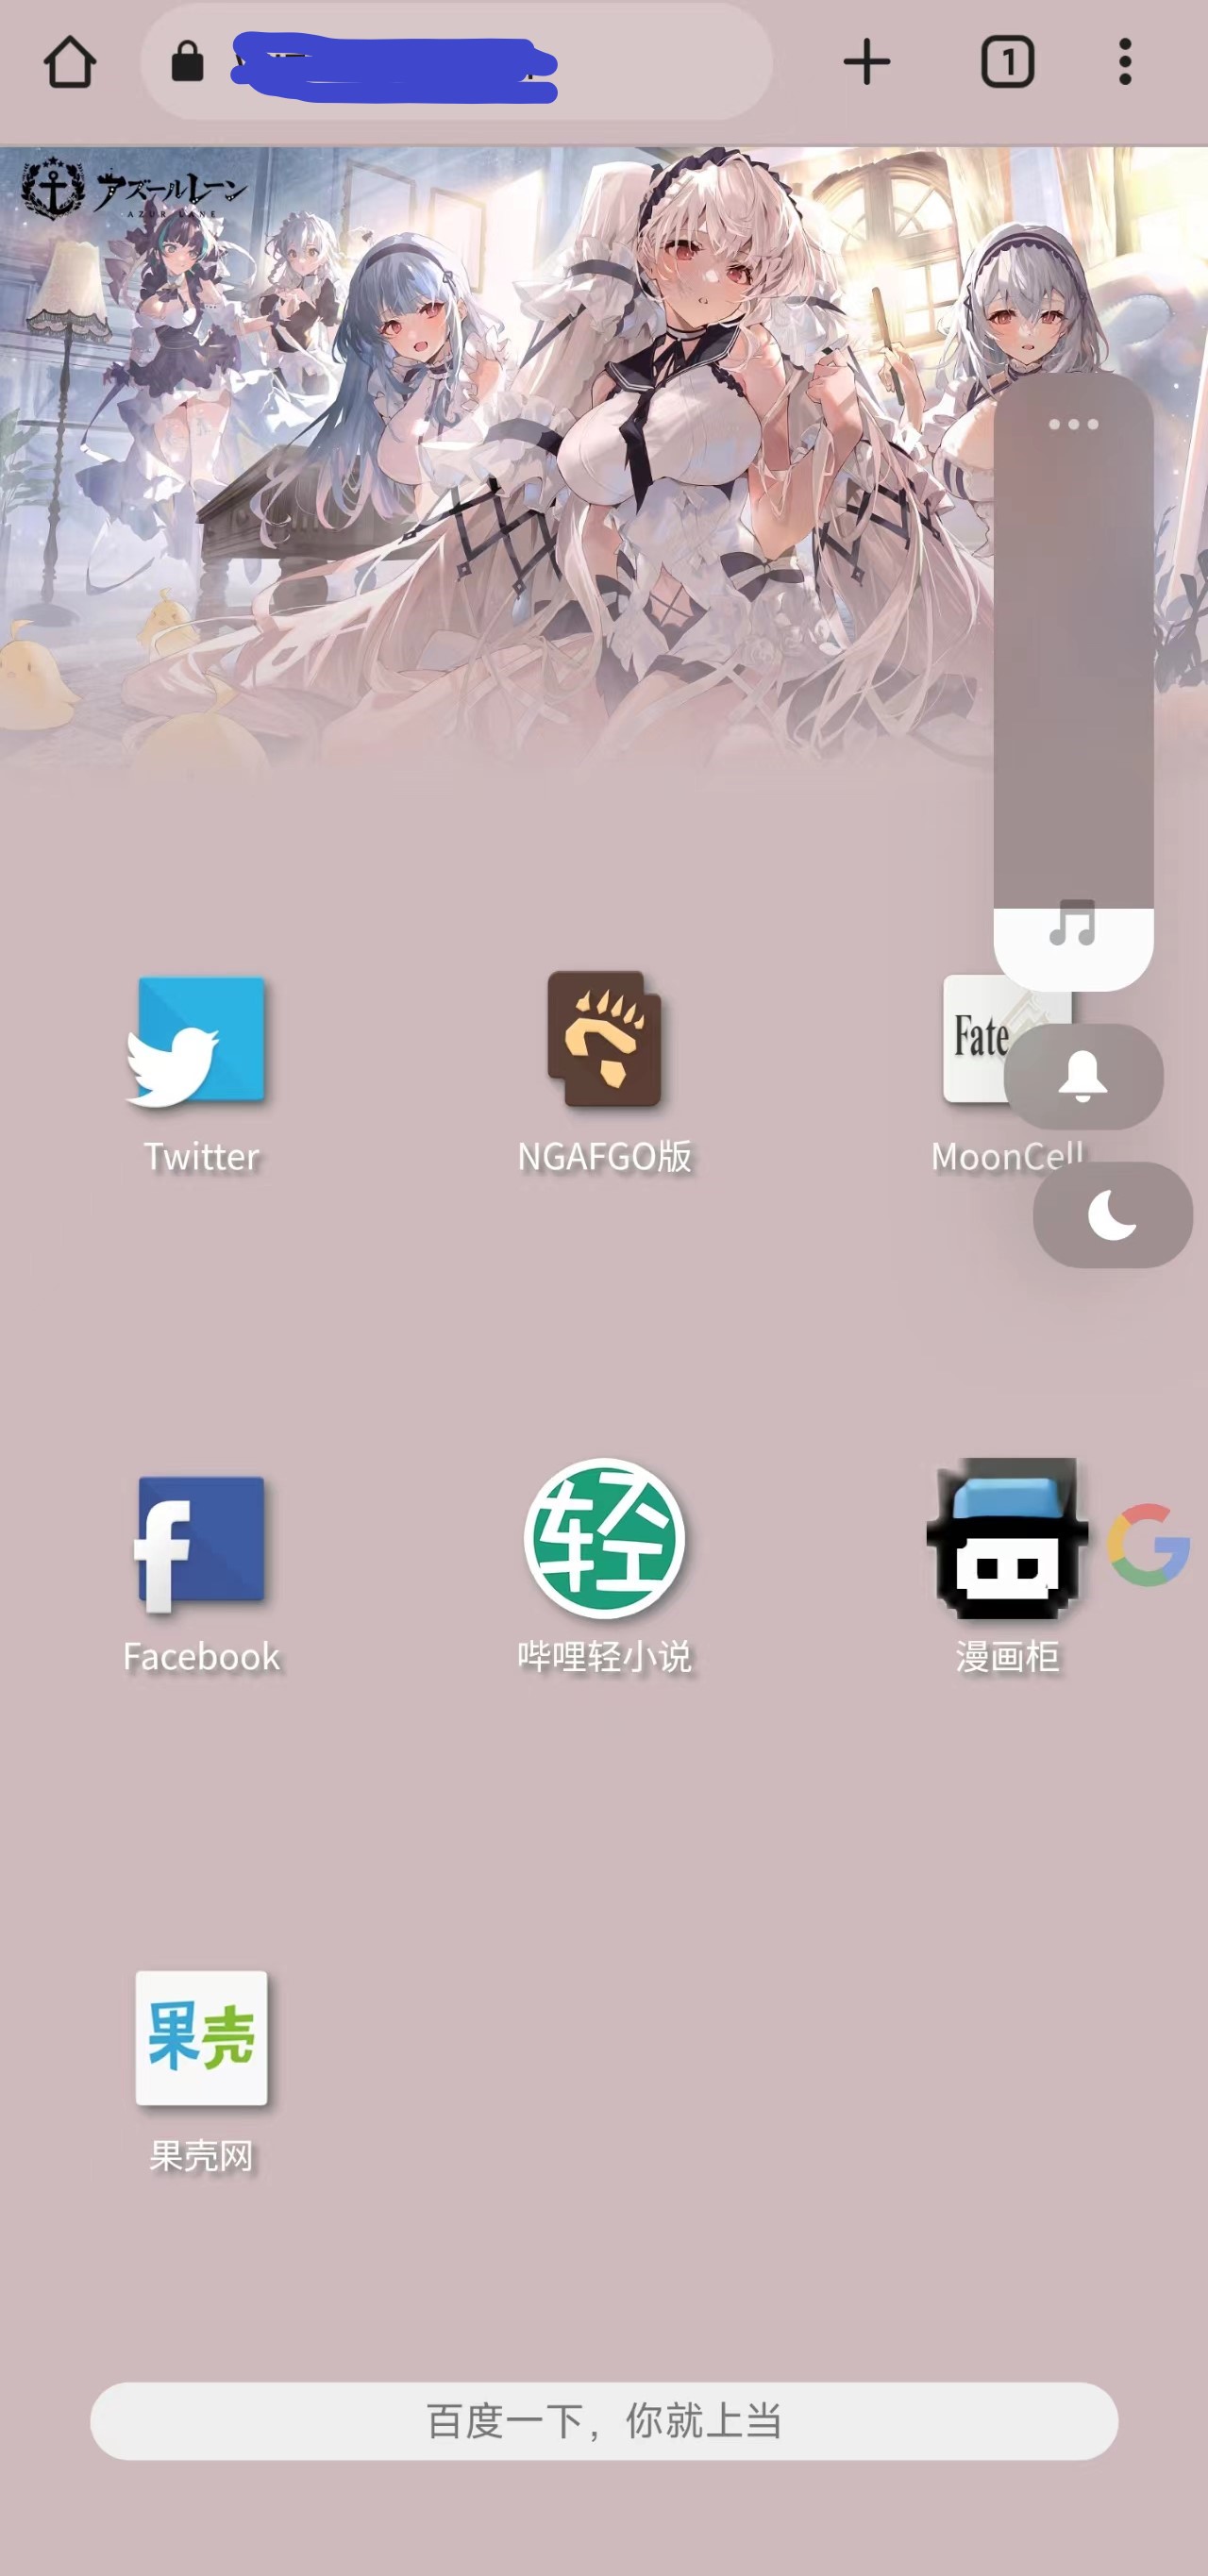 1
アズールレーン
AZUR LANE
Fate
Twitter
NGAFGO版
MoonCell
f
轻
Facebook
哔哩轻小说
漫画柜
G
果壳
果壳网
百度一下，你就上当